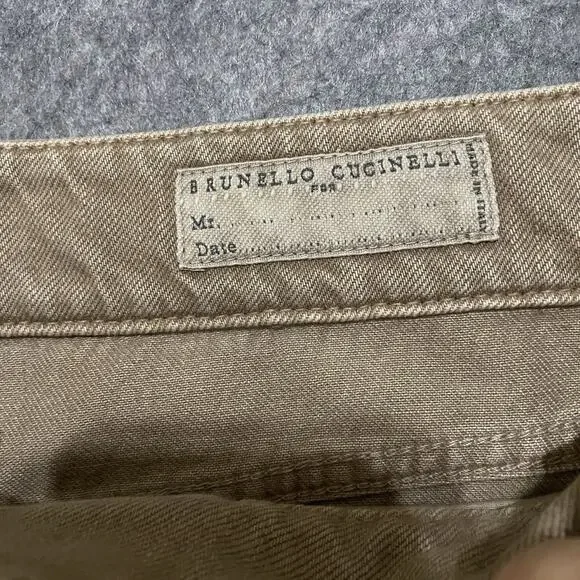 BRUNELLO CUCINELLI
FOR
Mr. ....................
Date ....................
MADE IN ITALY